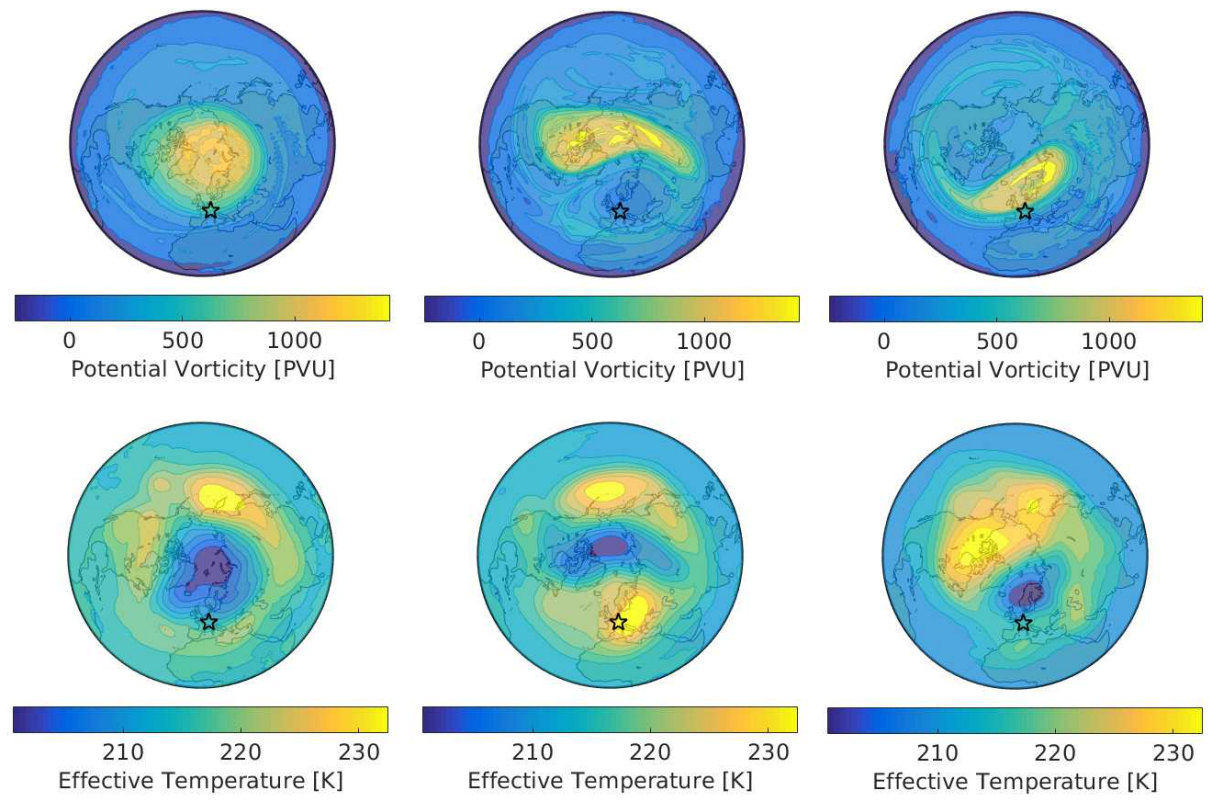 0 500 1000
Potential Vorticity [PVU]
0 500 1000
Potential Vorticity [PVU]
0 500 1000
Potential Vorticity [PVU]
210 220 230
Effective Temperature [K]
210 220 230
Effective Temperature [K]
210 220 230
Effective Temperature [K]